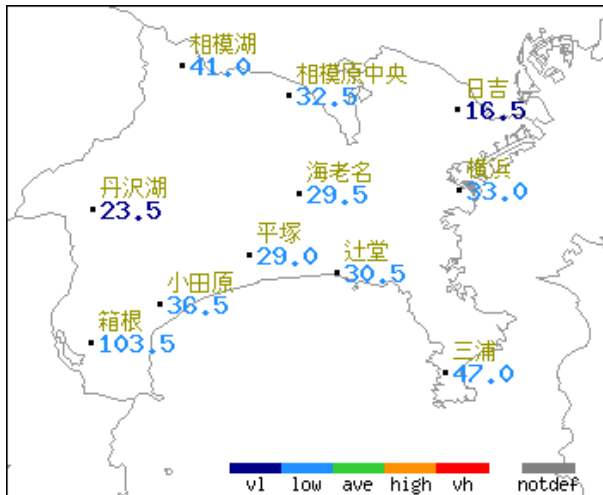 相模湖
41.0
相模原中央
32.5
日吉
16.5
丹沢湖
23.5
海老名
29.5
横浜
33.0
平塚
29.0
辻堂
30.5
小田原
36.5
箱根
103.5
三浦
47.0
vl low ave high vh notdef